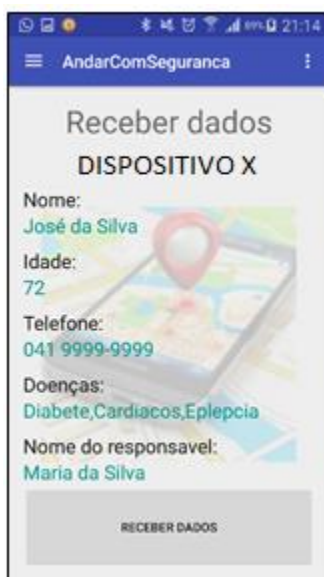 21:14
AndarComSeguranca
Receber dados
DISPOSITIVO X
Nome:
José da Silva
Idade:
72
Telefone:
041 9999-9999
Doenças:
Diabete,Cardiacos,Eplepcia
Nome do responsavel:
Maria da Silva
RECEBER DADOS